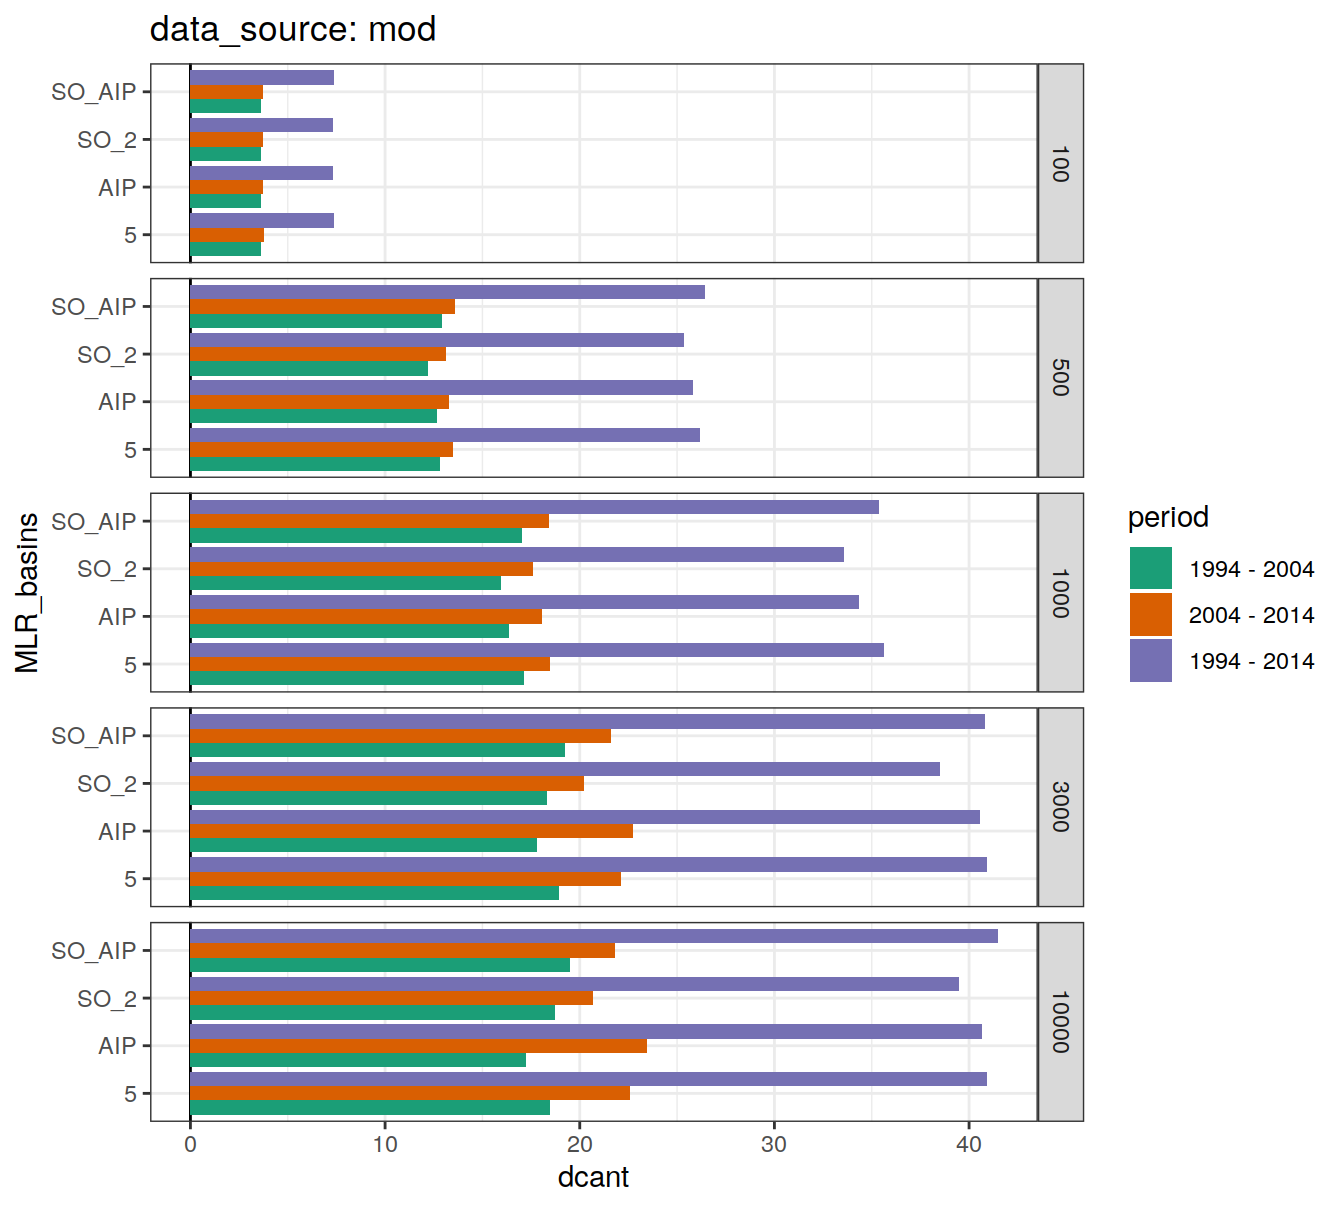 data_source: mod
SO_AIP
SO_2
AIP
5
100
SO_AIP
SO_2
AIP
5
500
SO_AIP
SO_2
AIP
5
1000
SO_AIP
SO_2
AIP
5
3000
SO_AIP
SO_2
AIP
5
10000
0 10 20 30 40
dcant
MLR_basins
period
1994 - 2004
2004 - 2014
1994 - 2014